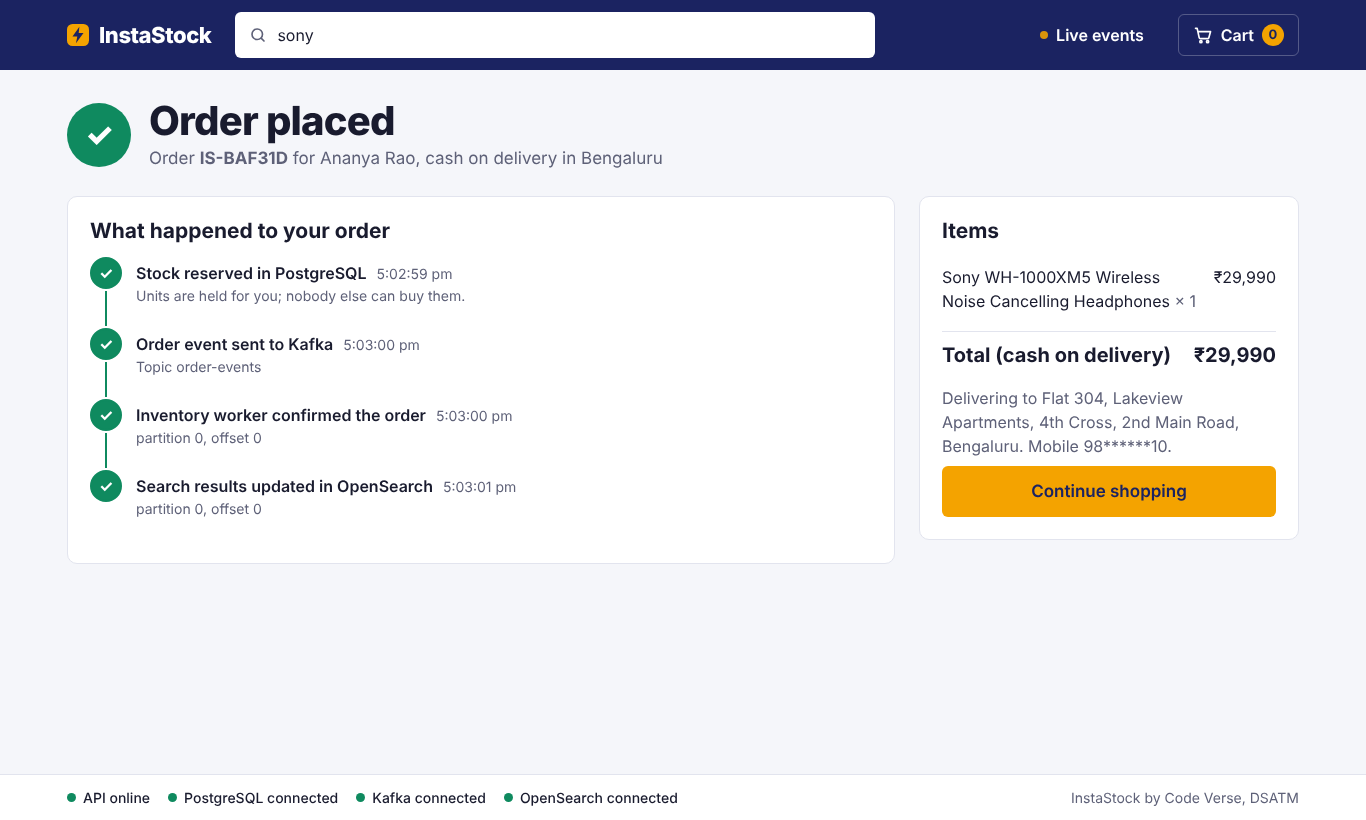 InstaStock
sony
Live events
Cart 0
Order placed
Order IS-BAF31D for Ananya Rao, cash on delivery in Bengaluru
What happened to your order
Stock reserved in PostgreSQL 5:02:59 pm
Units are held for you; nobody else can buy them.
Order event sent to Kafka 5:03:00 pm
Topic order-events
Inventory worker confirmed the order 5:03:00 pm
partition 0, offset 0
Search results updated in OpenSearch 5:03:01 pm
partition 0, offset 0
Items
Sony WH-1000XM5 Wireless ₹29,990
Noise Cancelling Headphones × 1
Total (cash on delivery) ₹29,990
Delivering to Flat 304, Lakeview
Apartments, 4th Cross, 2nd Main Road,
Bengaluru. Mobile 98******10.
Continue shopping
API online PostgreSQL connected Kafka connected OpenSearch connected
InstaStock by Code Verse, DSATM